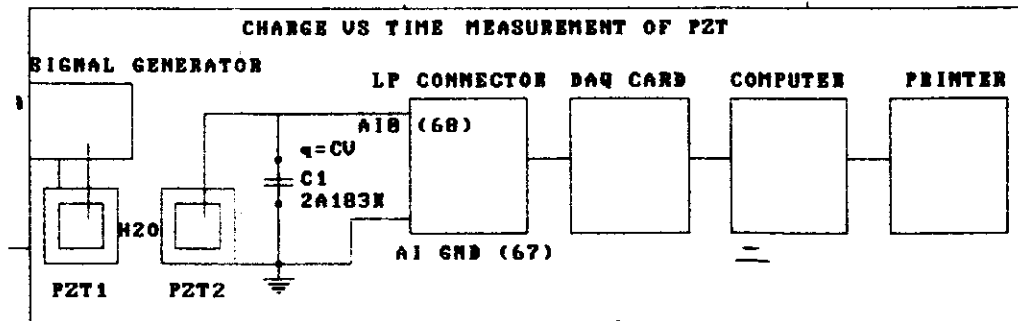 CHARGE VS TIME MEASUREMENT OF PZT
SIGNAL GENERATOR
LP CONNECTOR
DAQ CARD
COMPUTER
PRINTER
AI0 (68)
q=CV
C1
2A183K
H2O
AI GND (67)
PZT1
PZT2